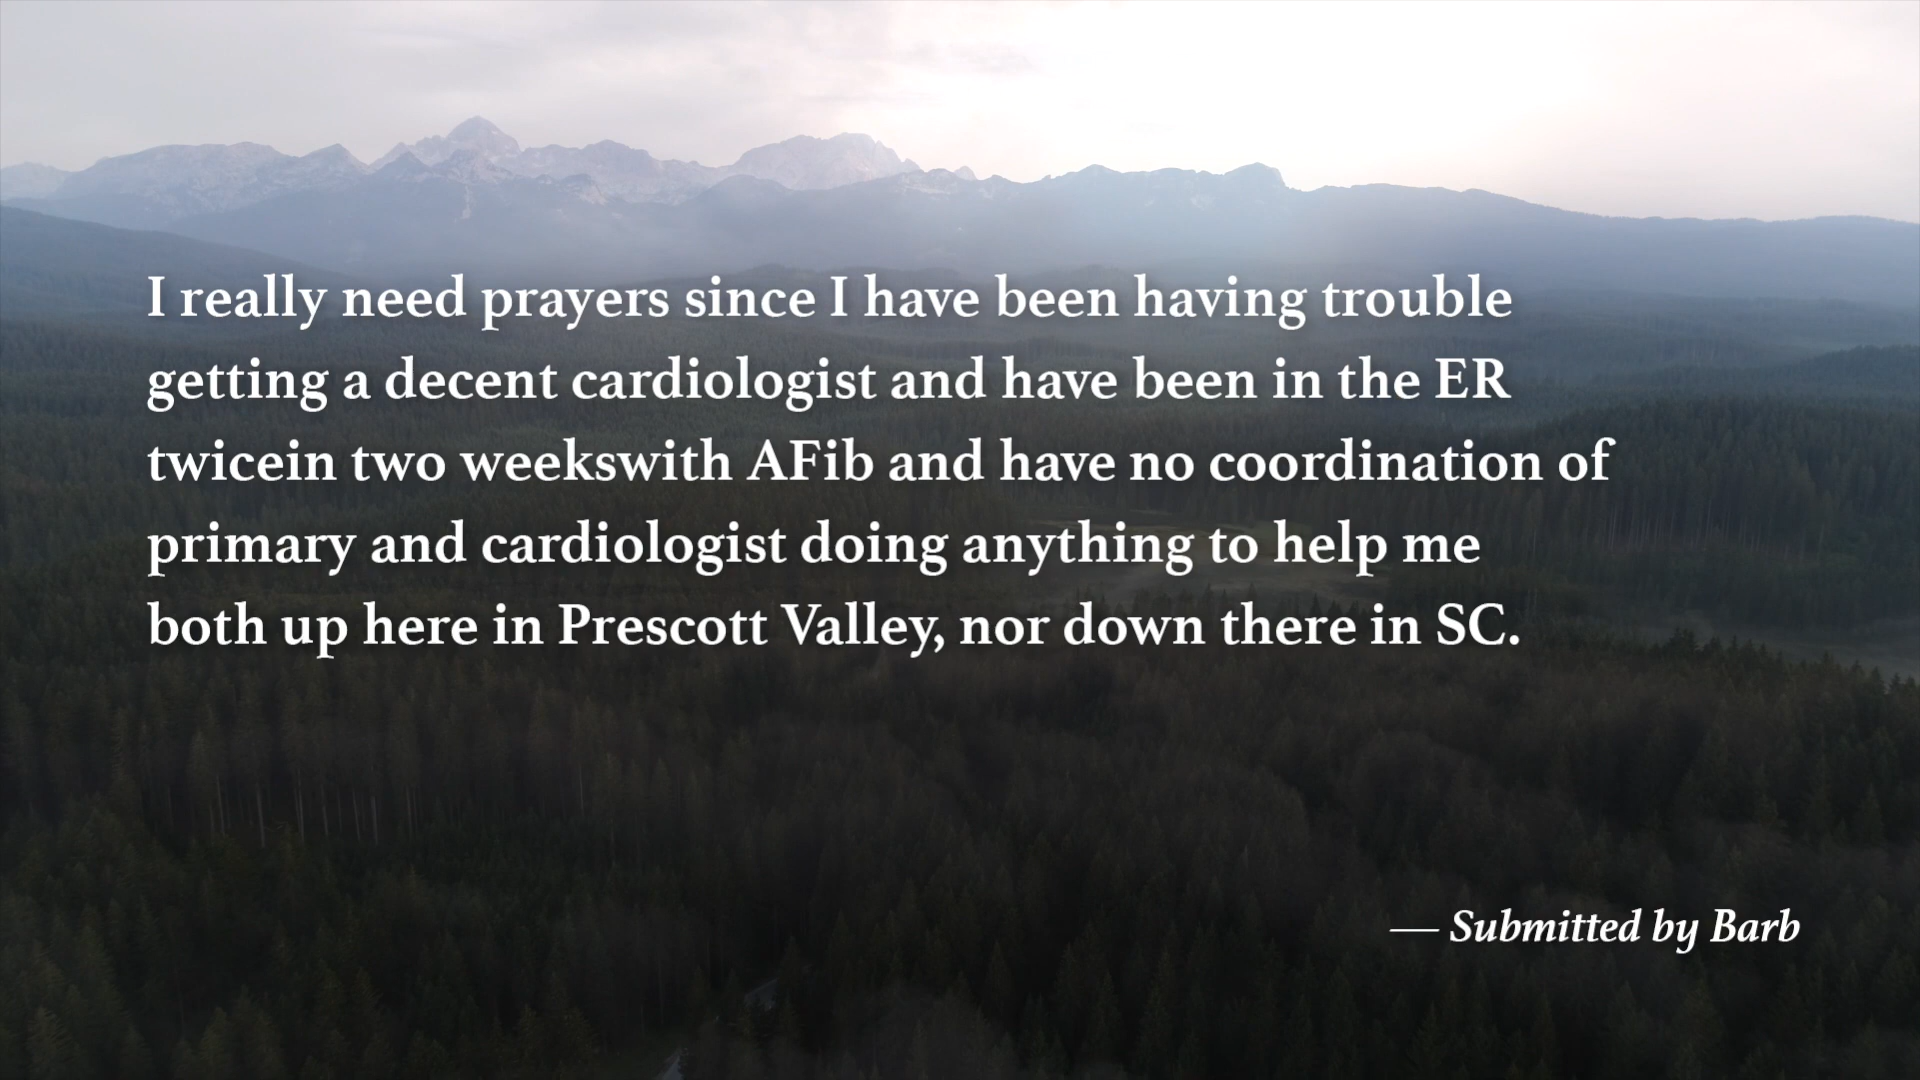 I really need prayers since I have been having trouble
getting a decent cardiologist and have been in the ER
twicein two weekswith AFib and have no coordination of
primary and cardiologist doing anything to help me
both up here in Prescott Valley, nor down there in SC.
— Submitted by Barb